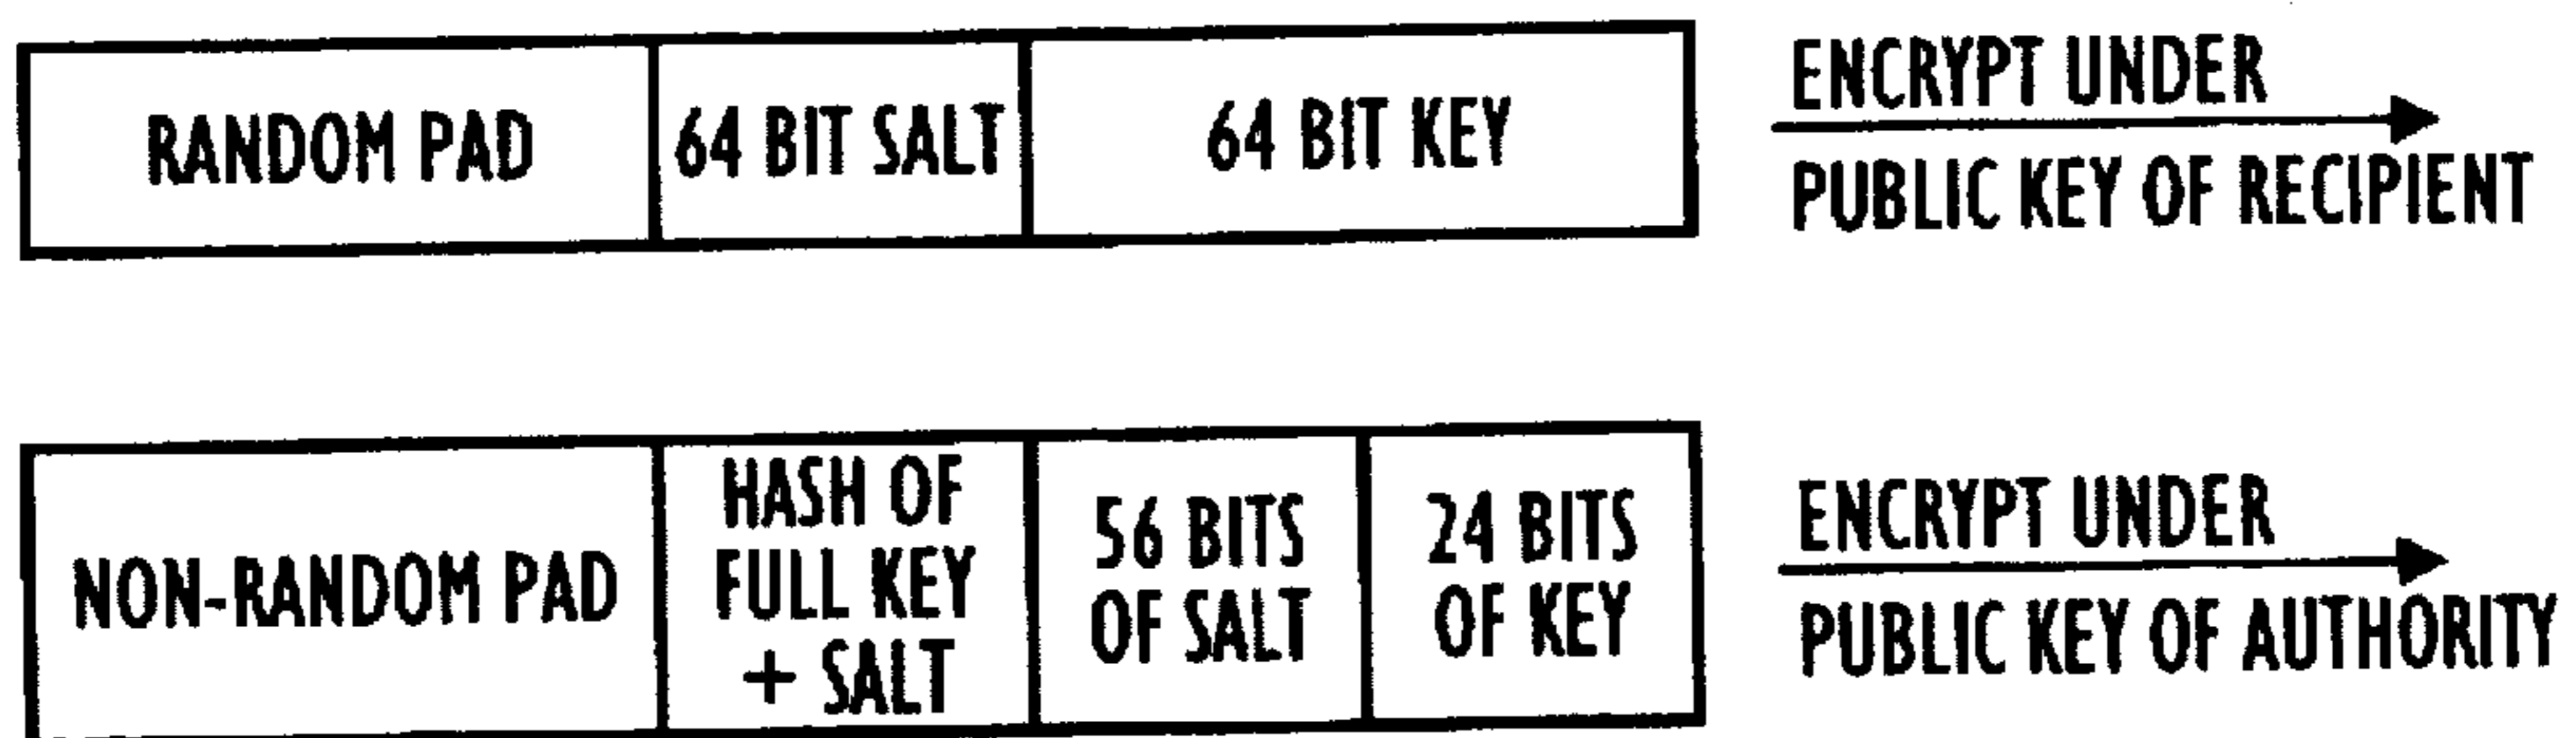 RANDOM PAD
64 BIT SALT
64 BIT KEY
ENCRYPT UNDER
PUBLIC KEY OF RECIPIENT
NON-RANDOM PAD
HASH OF
FULL KEY
+ SALT
56 BITS
OF SALT
24 BITS
OF KEY
ENCRYPT UNDER
PUBLIC KEY OF AUTHORITY